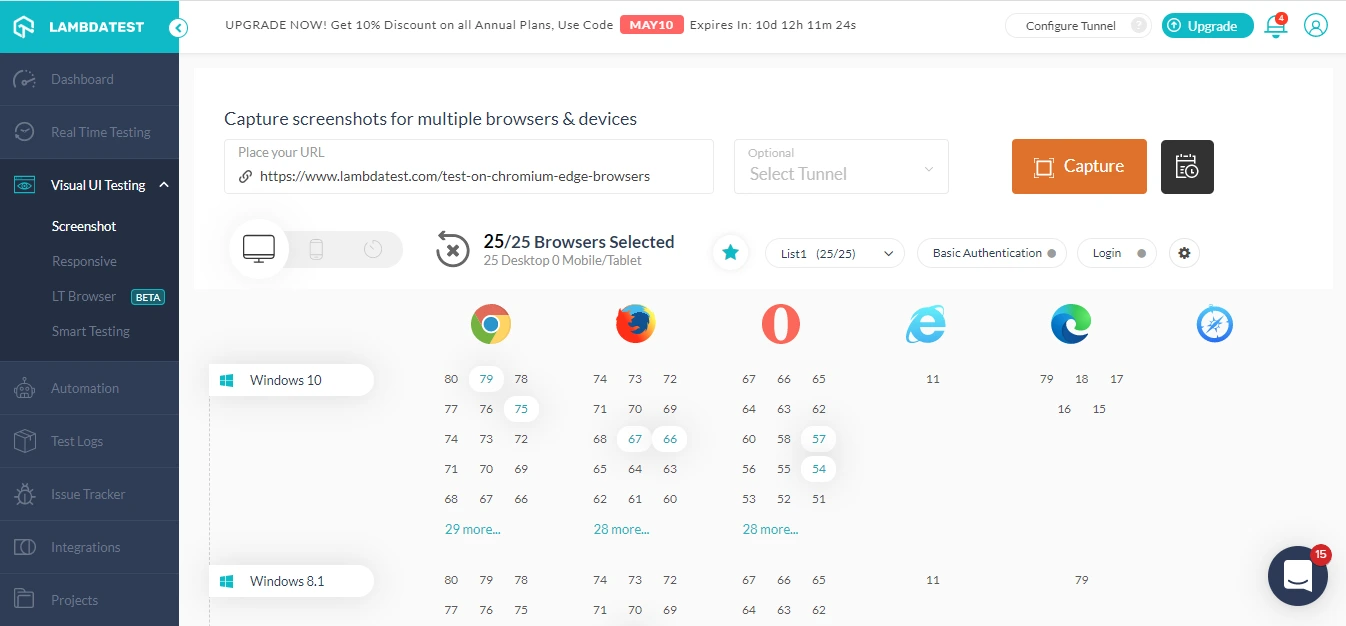 LAMBDATEST
UPGRADE NOW! Get 10% Discount on all Annual Plans, Use Code MAY10 Expires In: 10d 12h 11m 24s
Configure Tunnel ?
Upgrade
4
Dashboard
Real Time Testing
Visual UI Testing
Screenshot
Responsive
LT Browser BETA
Smart Testing
Automation
Test Logs
Issue Tracker
Integrations
Projects
Capture screenshots for multiple browsers & devices
Place your URL
https://www.lambdatest.com/test-on-chromium-edge-browsers
Optional
Select Tunnel
Capture
25/25 Browsers Selected
25 Desktop 0 Mobile/Tablet
List1 (25/25)
Basic Authentication
Login
Windows 10
80 79 78 74 73 72 67 66 65 11 79 18 17
77 76 75 71 70 69 64 63 62 16 15
74 73 72 68 67 66 60 58 57
71 70 69 65 64 63 56 55 54
68 67 66 62 61 60 53 52 51
29 more... 28 more... 28 more...
Windows 8.1
80 79 78 74 73 72 67 66 65 11 79
77 76 75 71 70 69 64 63 62
15